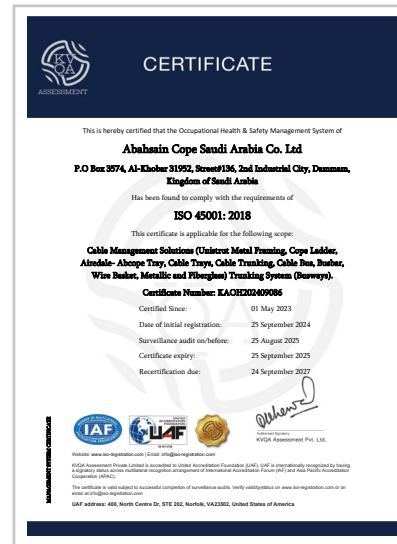 KVQA
ASSESSMENT
CERTIFICATE
This is hereby certified that the Occupational Health & Safety Management System of
Abahsain Cope Saudi Arabia Co. Ltd
P.O Box 3574, Al-Khobar 31952, Street#136, 2nd Industrial City, Dammam,
Kingdom of Saudi Arabia
Has been found to comply with the requirements of
ISO 45001: 2018
This certificate is applicable for the following scope:
Cable Management Solutions (Unistrut Metal Framing, Cope Ladder,
Airedale- Abcope Tray, Cable Trays, Cable Trunking, Cable Bus, Busbar,
Wire Basket, Metallic and Fiberglass) Trunking System (Busways).
Certificate Number: KAOH202409086
Certified Since: 01 May 2023
Date of initial registration: 25 September 2024
Surveillance audit on/before: 25 August 2025
Certificate expiry: 25 September 2025
Recertification due: 24 September 2027
IAF
UAF
Authorised Signatory
KVQA Assessment Pvt. Ltd.
MANAGEMENT SYSTEM CERTIFICATE
Website: www.iso-registration.com | Email: info@iso-registration.com
KVQA Assessment Private Limited is accredited to United Accreditation Foundation (UAF). UAF is internationally recognized by having
a signatory status across multilateral recognition arrangement of International Accreditation Forum (IAF) and Asia Pacific Accreditation
Cooperation (APAC).
The certificate is valid subject to successful completion of surveillance audits. Verify validity/status on www.iso-registration.com or on
email at info@iso-registration.com
UAF address: 400, North Centre Dr, STE 202, Norfolk, VA23502, United States of America